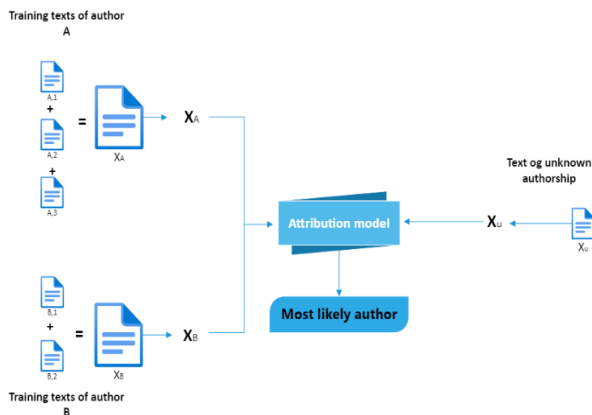 Training texts of author
A
A,1
+
A,2
+
A,3
=
XA
XA
Text og unknown
authorship
Xu
Xu
Attribution model
Most likely author
B,1
+
B,2
=
XB
XB
Training texts of author
B